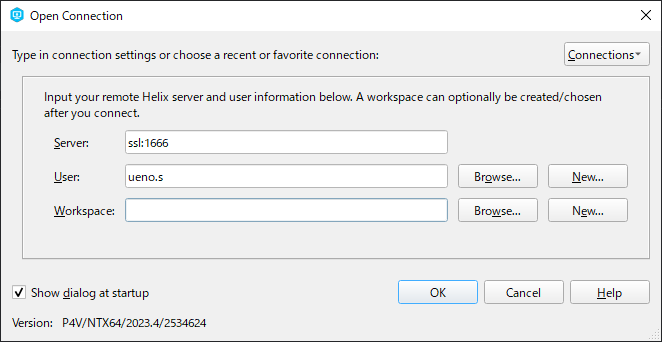 Open Connection
Type in connection settings or choose a recent or favorite connection:
Connections
Input your remote Helix server and user information below. A workspace can optionally be created/chosen
after you connect.
Server:
ssl:1666
User:
ueno.s
Browse...
New...
Workspace:
Browse...
New...
Show dialog at startup
OK
Cancel
Help
Version: P4V/NTX64/2023.4/2534624